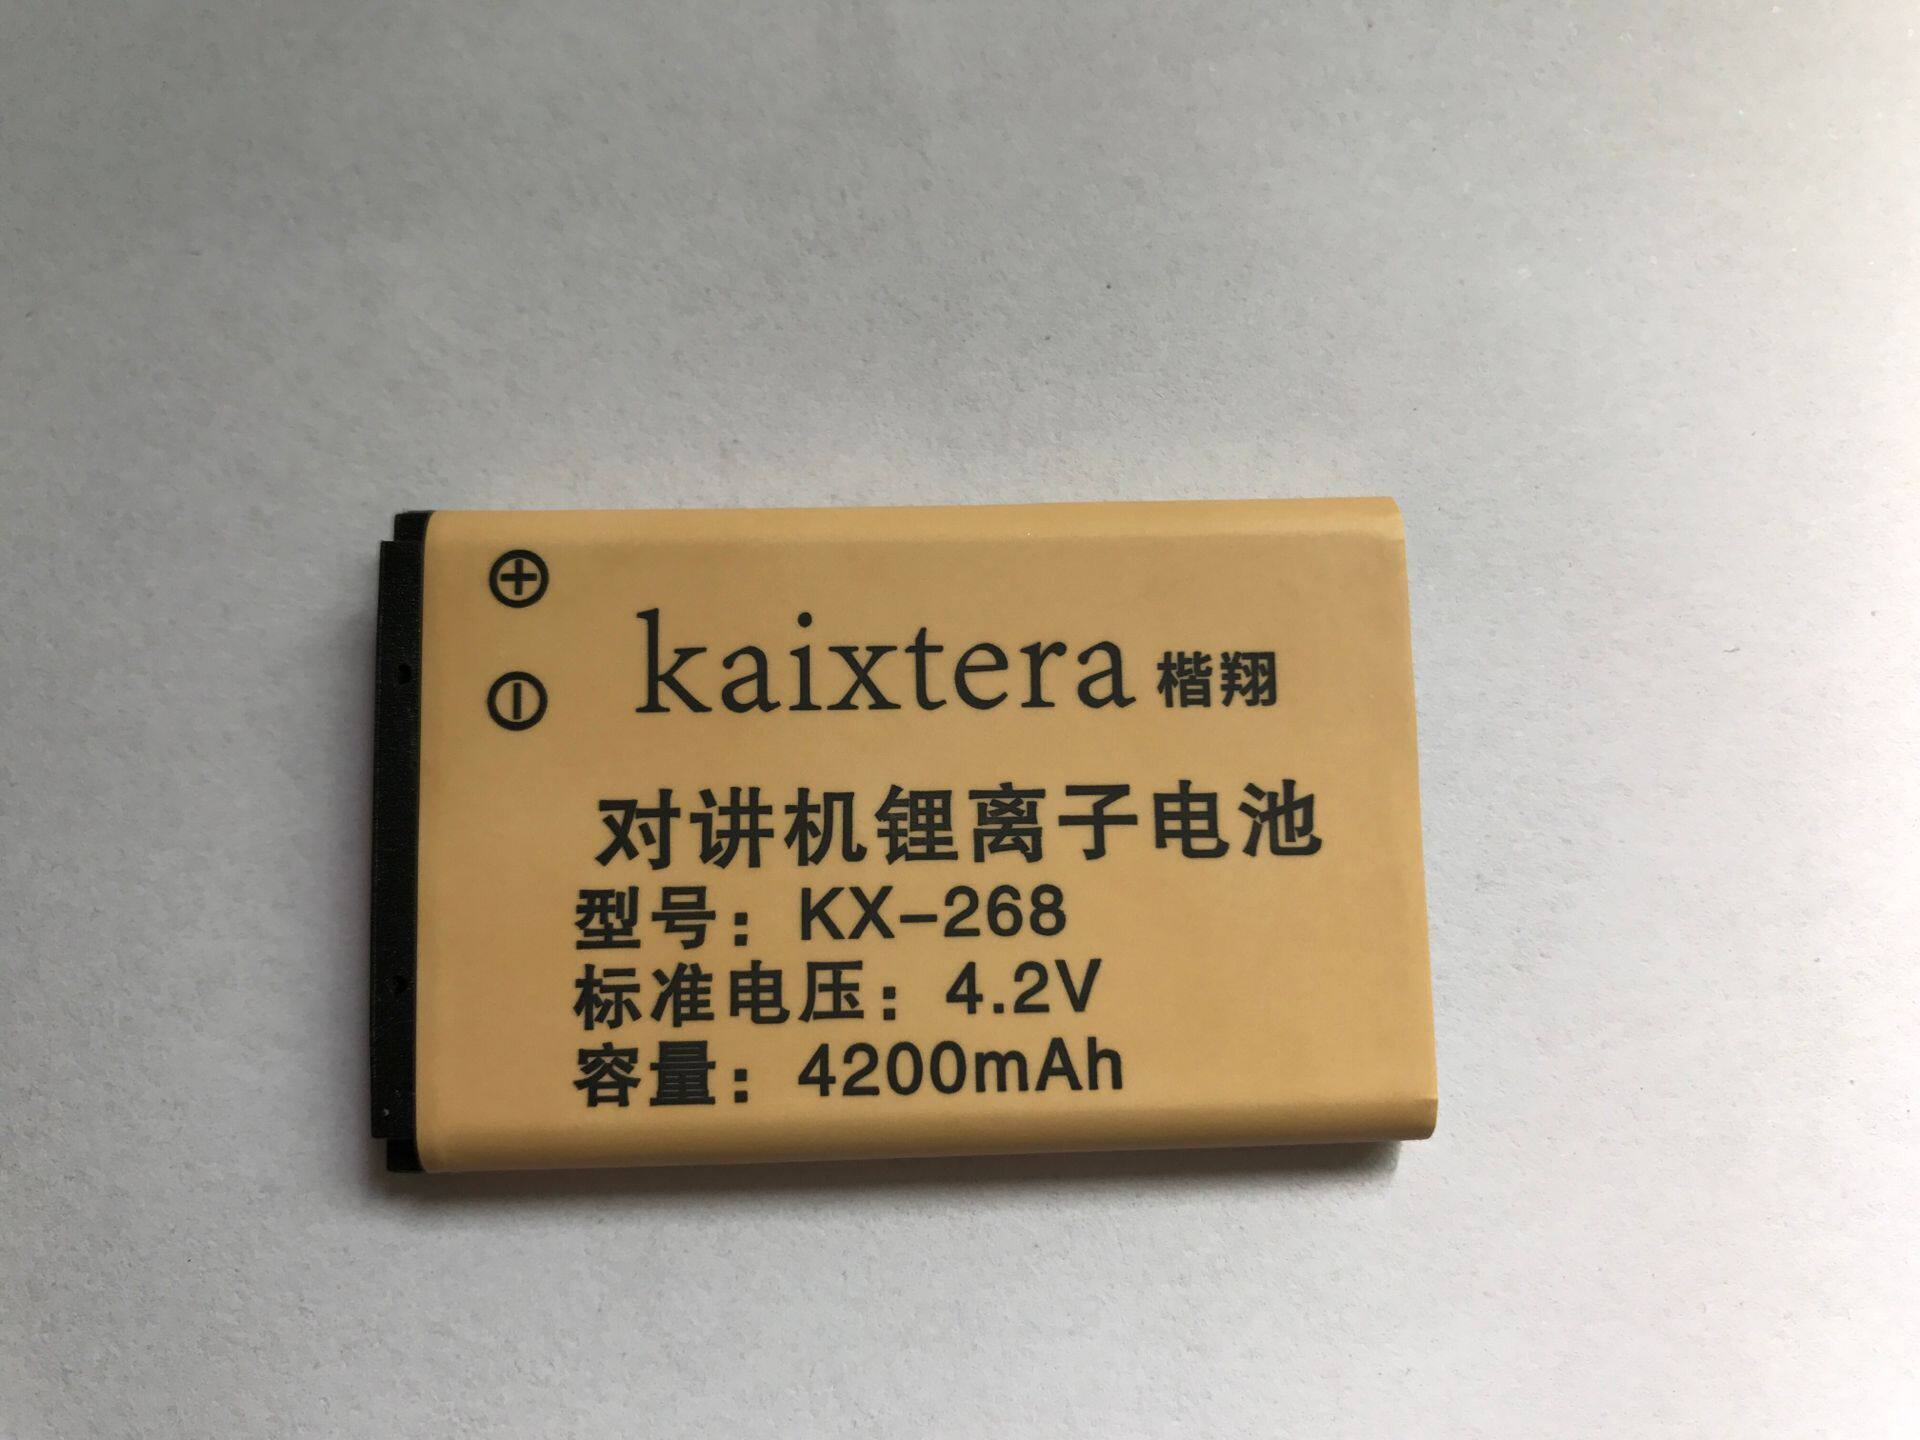 kaixtera 楷翔
对讲机锂离子电池
型号：KX-268
标准电压：4.2V
容量：4200mAh